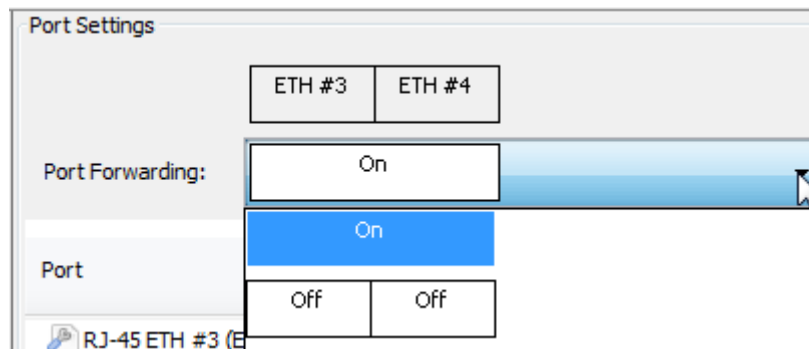 Port Settings
ETH #3 ETH #4
Port Forwarding: On
On
Port
Off Off
RJ-45 ETH #3 (E